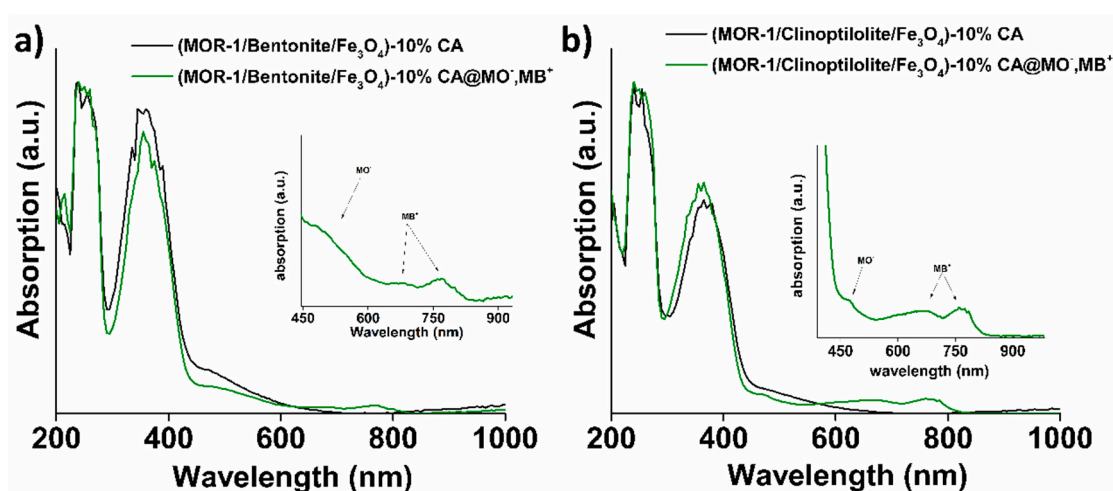 a)
(MOR-1/Bentonite/Fe₃O₄)-10% CA
(MOR-1/Bentonite/Fe₃O₄)-10% CA@MO⁻,MB⁺
Absorption (a.u.)
absorption (a.u.)
MO⁻
MB⁺
450 600 750 900
Wavelength (nm)
200 400 600 800 1000
Wavelength (nm)
b)
(MOR-1/Clinoptilolite/Fe₃O₄)-10% CA
(MOR-1/Clinoptilolite/Fe₃O₄)-10% CA@MO⁻,MB⁺
Absorption (a.u.)
absorption (a.u.)
MO⁻
MB⁺
450 600 750 900
wavelength (nm)
200 400 600 800 1000
Wavelength (nm)